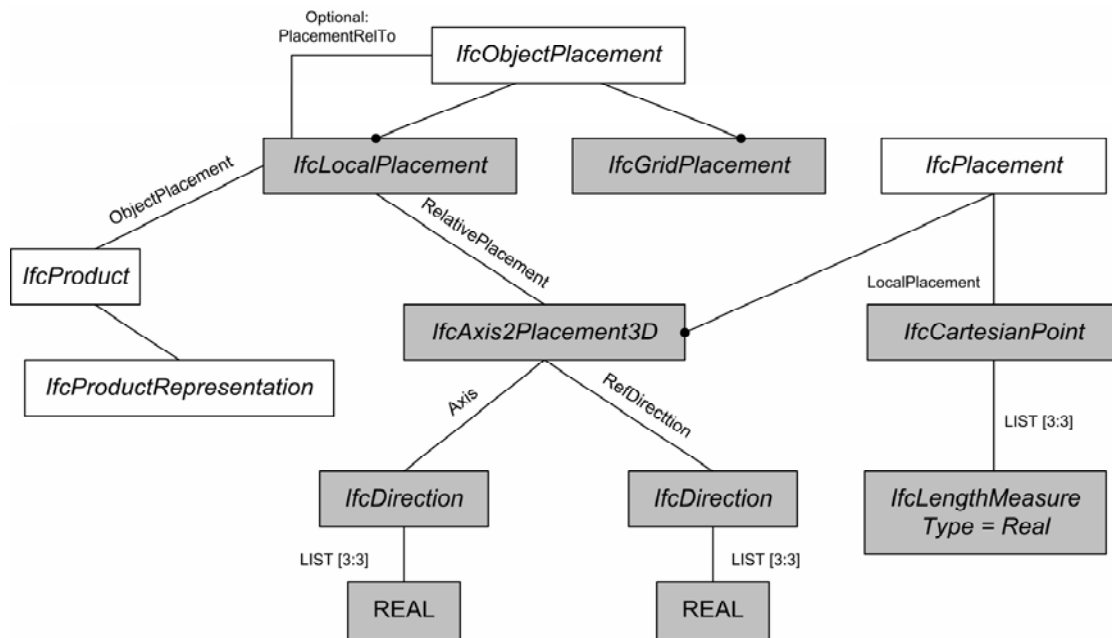 Optional:
PlacementRelTo
IfcObjectPlacement
IfcLocalPlacement
IfcGridPlacement
IfcPlacement
ObjectPlacement
RelativePlacement
IfcProduct
LocalPlacement
IfcAxis2Placement3D
IfcCartesianPoint
IfcProductRepresentation
Axis
RefDirecttion
LIST [3:3]
IfcDirection
IfcDirection
IfcLengthMeasure
Type = Real
LIST [3:3]
LIST [3:3]
REAL
REAL